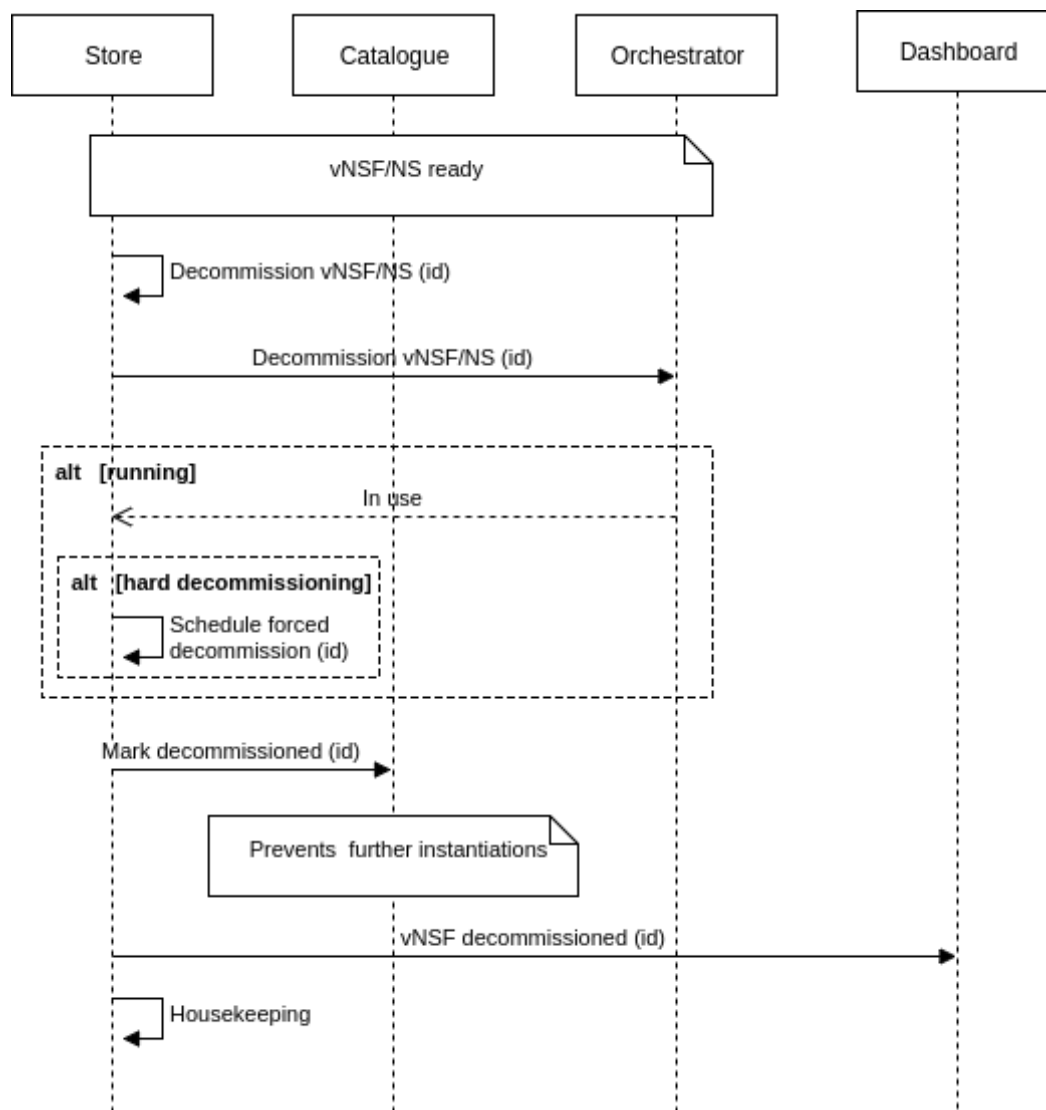 Store
Catalogue
Orchestrator
Dashboard
vNSF/NS ready
Decommission vNSF/NS (id)
Decommission vNSF/NS (id)
alt [running]
In use
alt [hard decommissioning]
Schedule forced
decommission (id)
Mark decommissioned (id)
Prevents  further instantiations
vNSF decommissioned (id)
Housekeeping